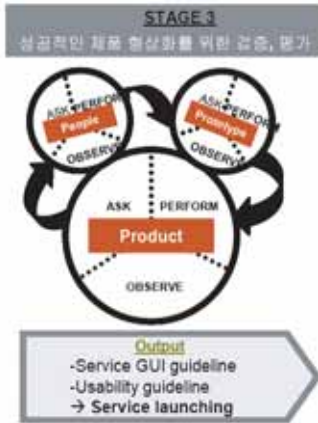 STAGE 3
성공적인 제품 형상화를 위한 검증, 평가
ASK PERFORM
People
OBSERVE
ASK PERFORM
Prototype
OBSERVE
ASK PERFORM
Product
OBSERVE
Output
-Service GUI guideline
-Usability guideline
→ Service launching